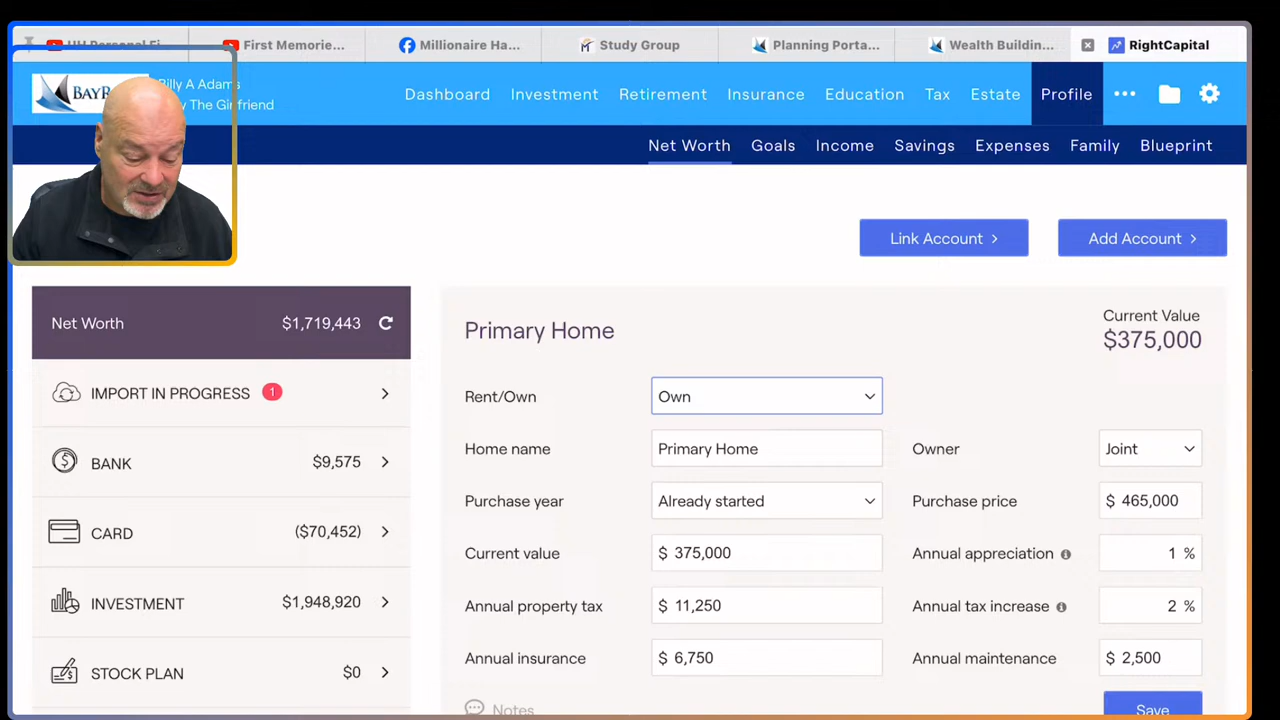 First Memorie...
Millionaire Ha...
Study Group
Planning Porta...
Wealth Buildin...
RightCapital
Billy A Adams
The Girlfriend
Dashboard
Investment
Retirement
Insurance
Education
Tax
Estate
Profile
Net Worth
Goals
Income
Savings
Expenses
Family
Blueprint
Link Account
Add Account
Net Worth $1,719,443
IMPORT IN PROGRESS 1
BANK $9,575
CARD ($70,452)
INVESTMENT $1,948,920
STOCK PLAN $0
Primary Home
Current Value
$375,000
Rent/Own Own
Home name Primary Home Owner Joint
Purchase year Already started Purchase price $ 465,000
Current value $ 375,000 Annual appreciation 1 %
Annual property tax $ 11,250 Annual tax increase 2 %
Annual insurance $ 6,750 Annual maintenance $ 2,500
Notes
Save